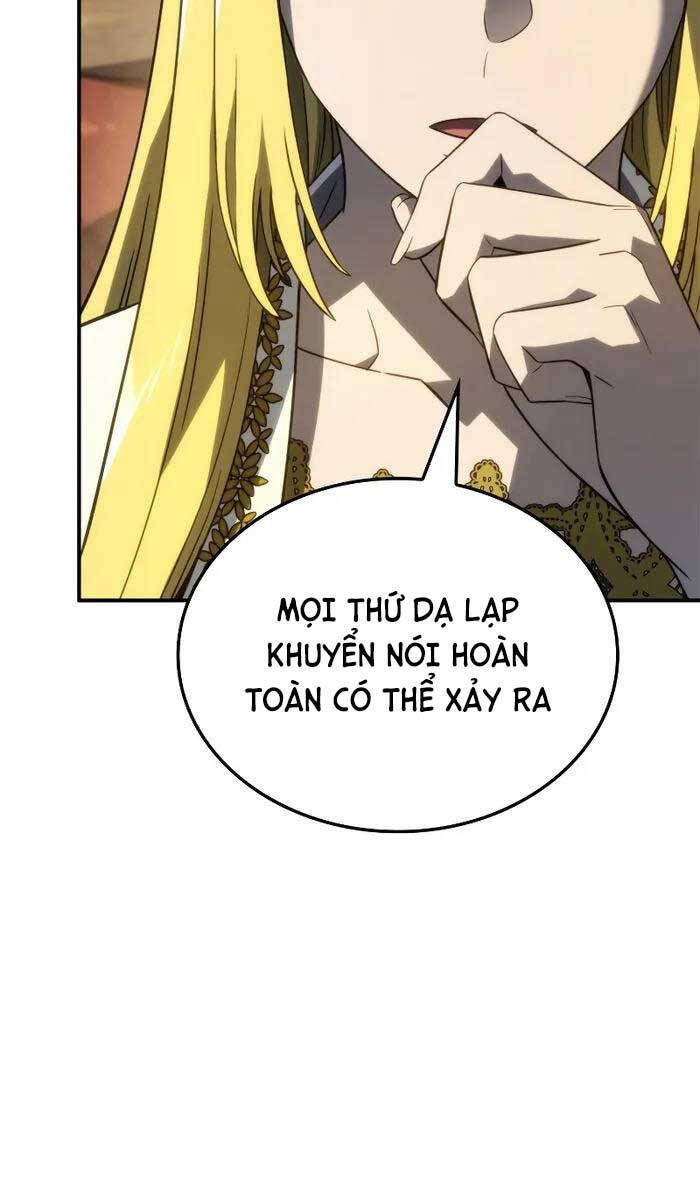 MỌI THỨ DẠ LẠP
KHUYỂN NÓI HOÀN
TOÀN CÓ THỂ XẢY RA